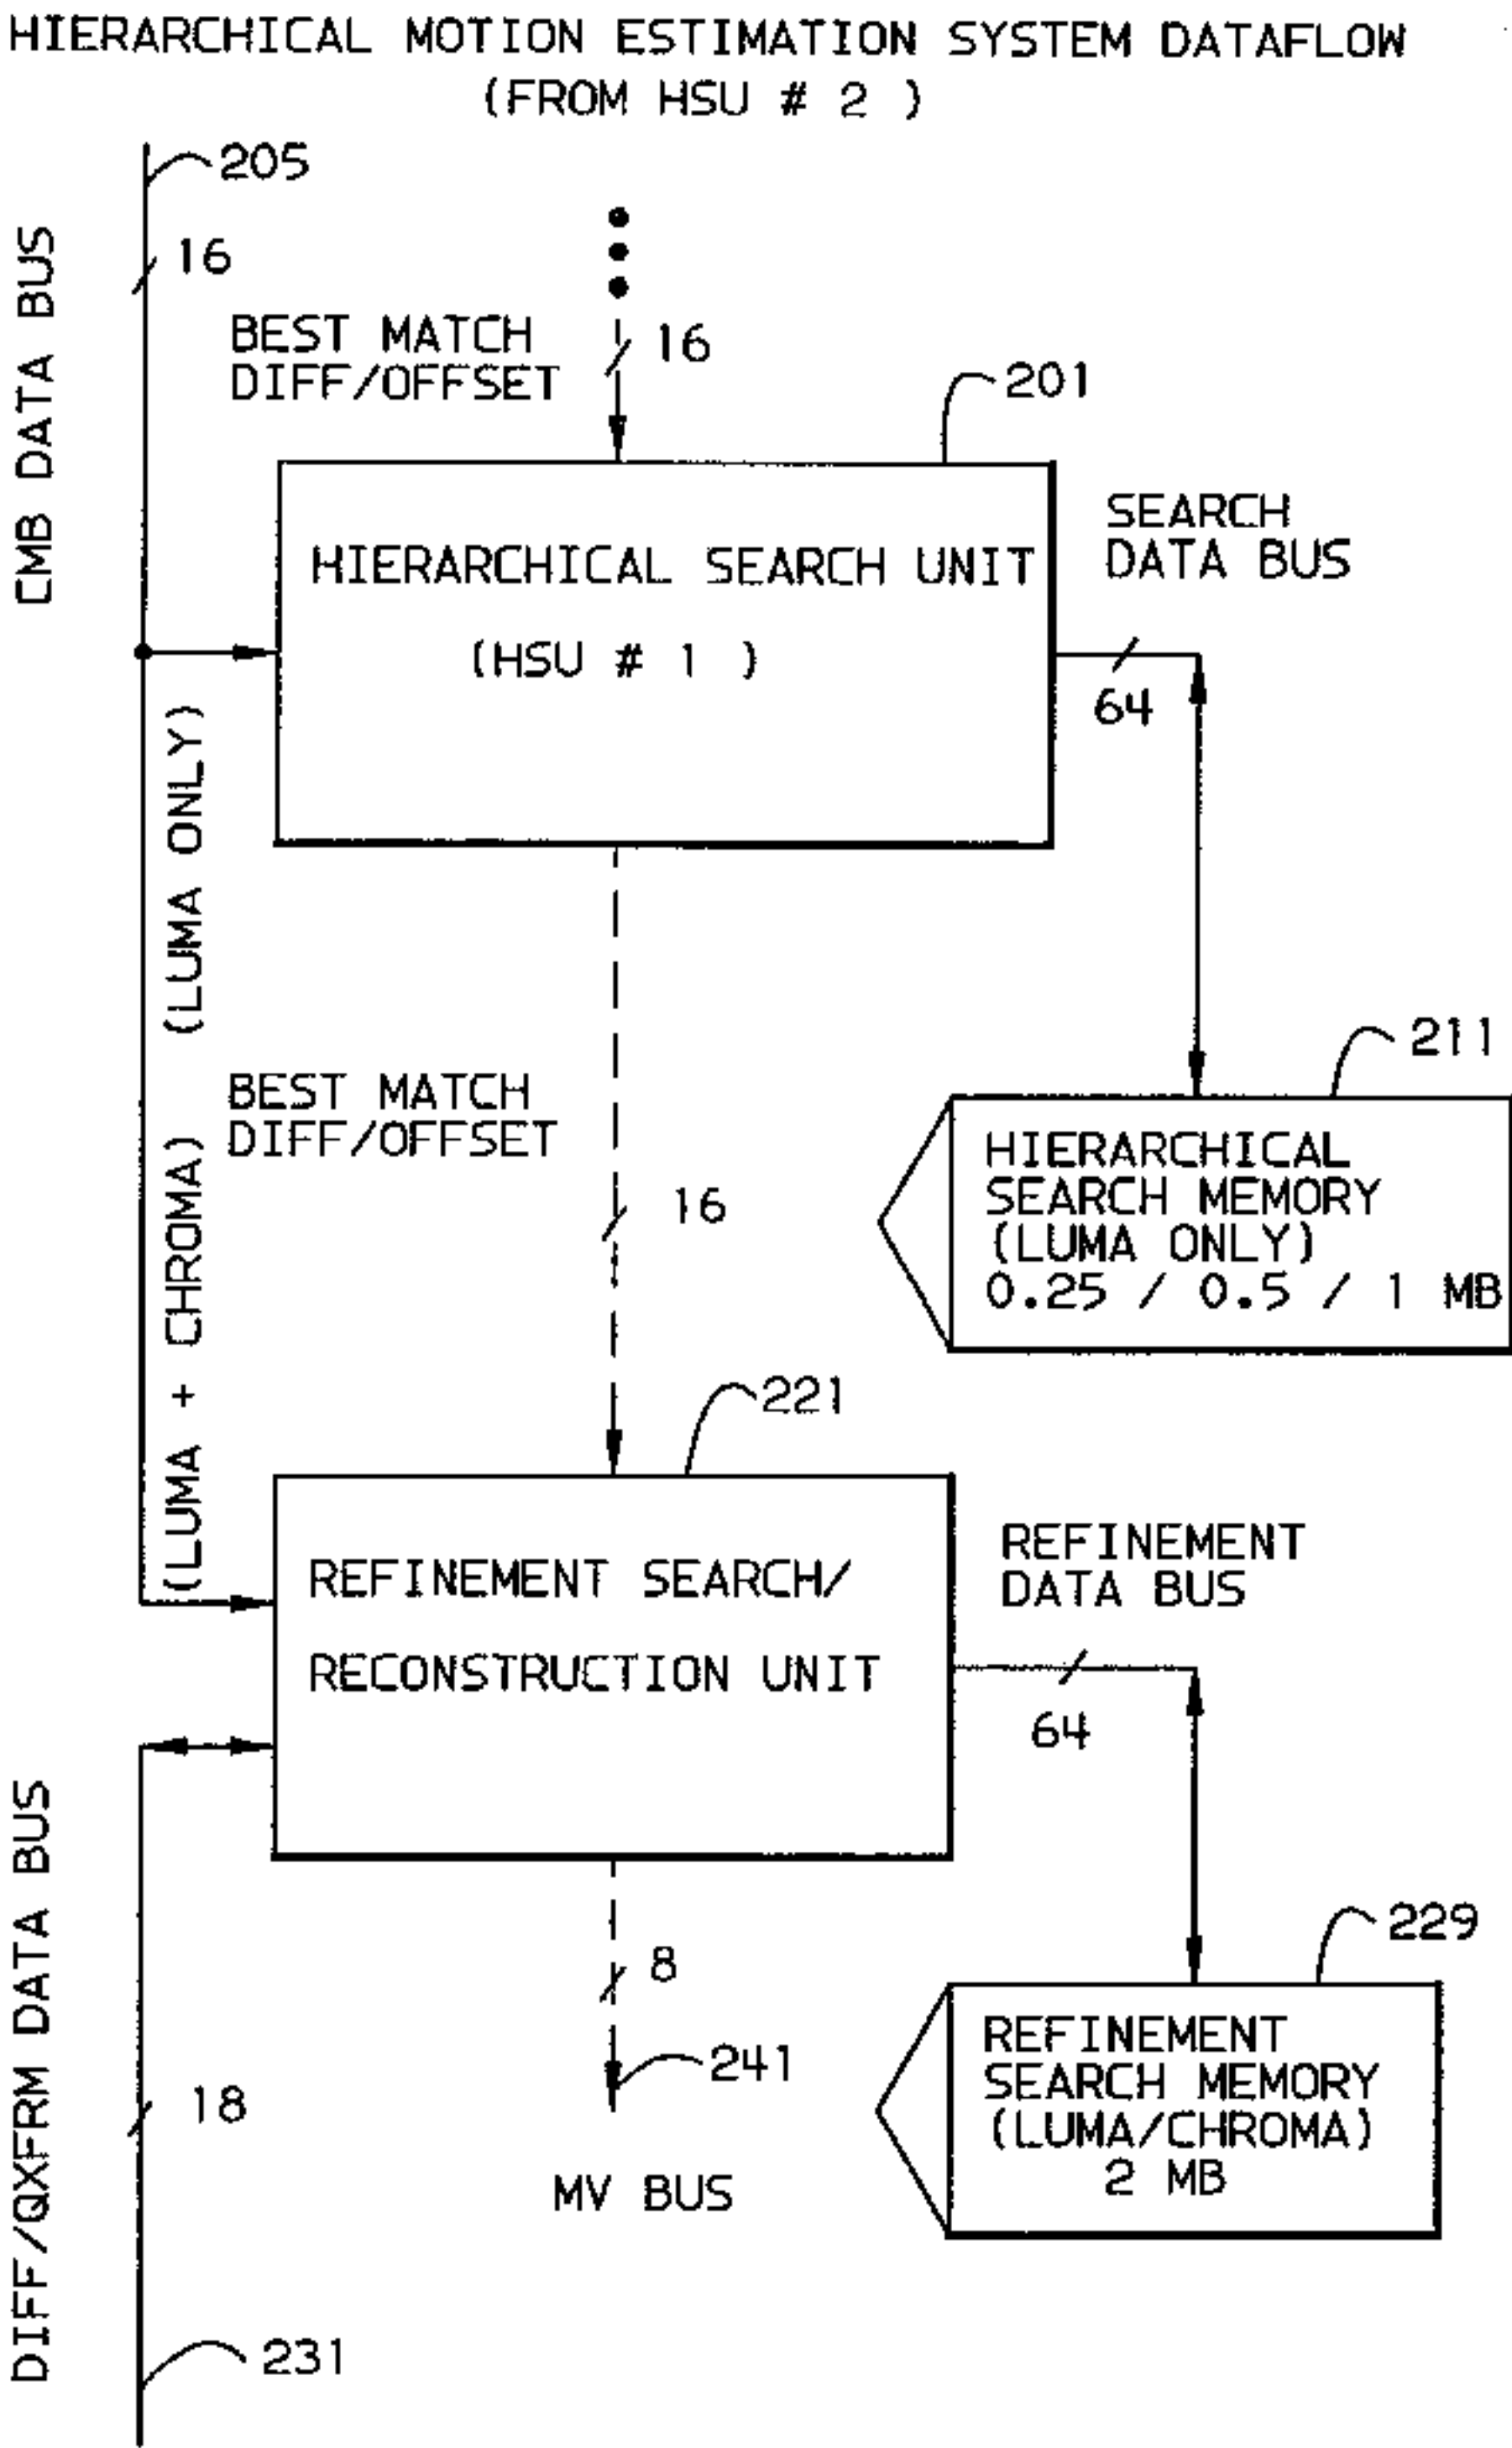 HIERARCHICAL MOTION ESTIMATION SYSTEM DATAFLOW
(FROM HSU # 2 )
205
CMB DATA BUS
16
BEST MATCH
DIFF/OFFSET
16
201
HIERARCHICAL SEARCH UNIT
(HSU # 1 )
SEARCH
DATA BUS
64
(LUMA ONLY)
211
BEST MATCH
DIFF/OFFSET
16
HIERARCHICAL
SEARCH MEMORY
(LUMA ONLY)
0.25 / 0.5 / 1 MB
(LUMA + CHROMA)
221
REFINEMENT SEARCH/
RECONSTRUCTION UNIT
REFINEMENT
DATA BUS
64
DIFF/QXFRM DATA BUS
18
8
241
MV BUS
229
REFINEMENT
SEARCH MEMORY
(LUMA/CHROMA)
2 MB
231